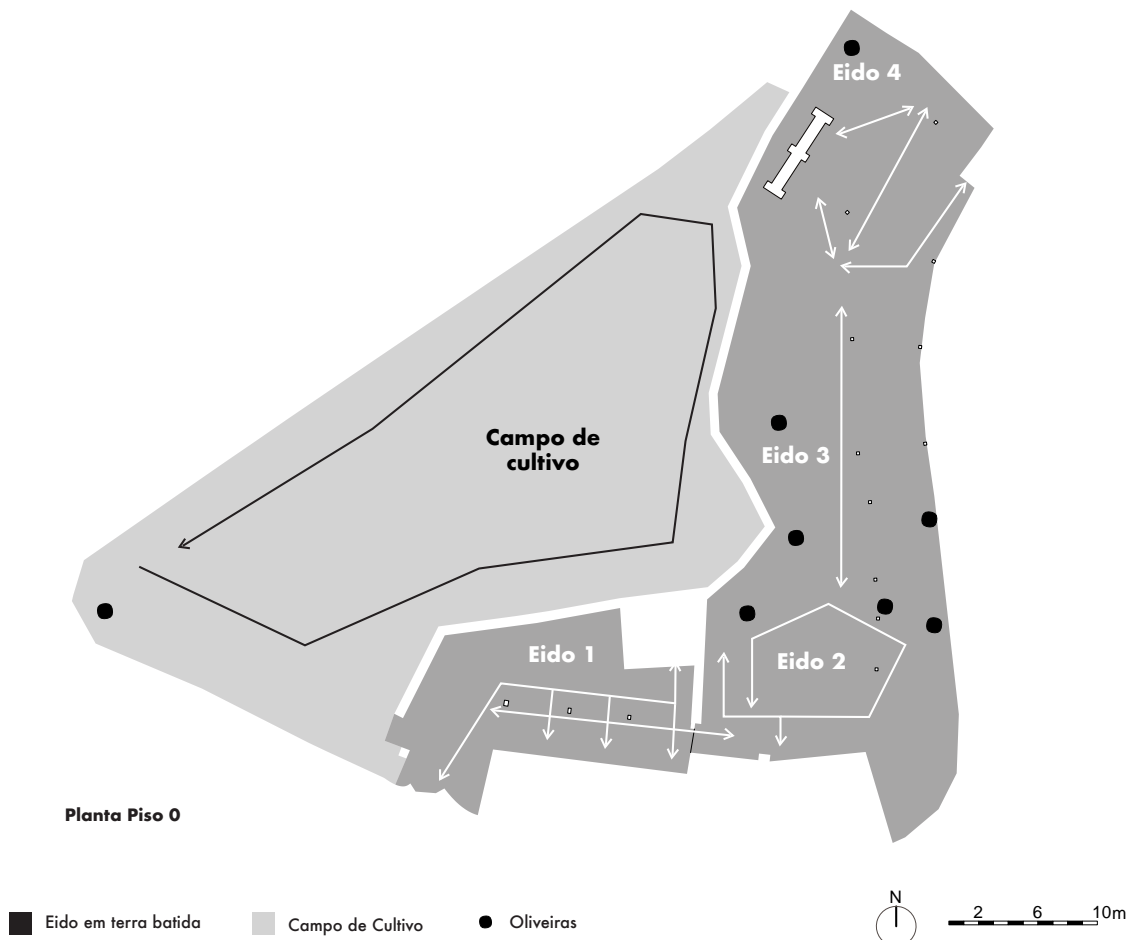 Eido 4
Campo de
cultivo
Eido 3
Eido 1
Eido 2
Planta Piso 0
Eido em terra batida
Campo de Cultivo
Oliveiras
N
2 6 10m